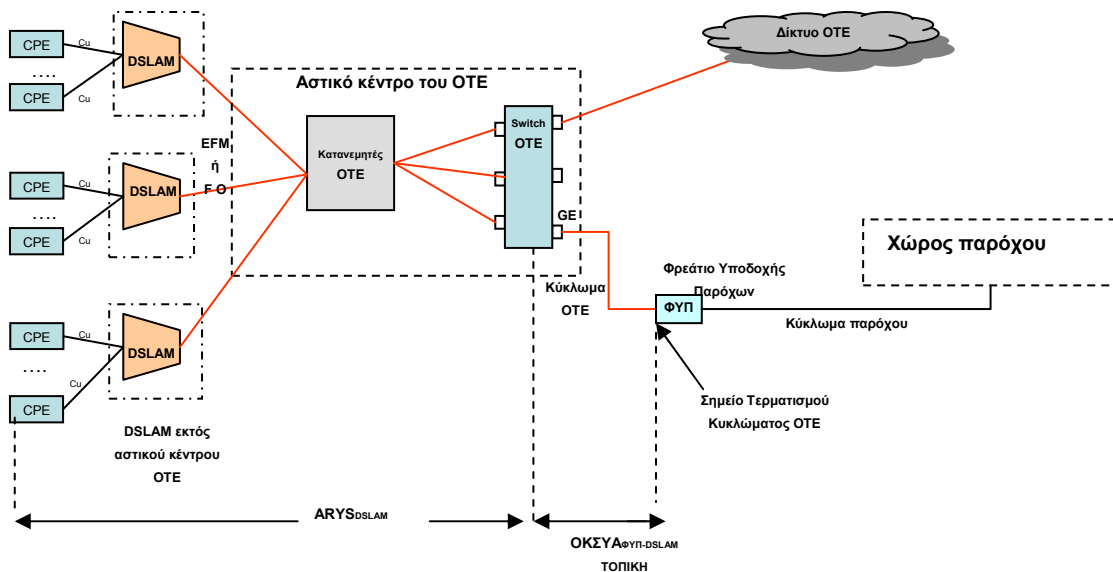 CPE
Cu
....
CPE
Cu
DSLAM
Δίκτυο ΟΤΕ
Αστικό κέντρο του ΟΤΕ
EFM
ή
F O
Κατανεμητές
ΟΤΕ
Switch
ΟΤΕ
GE
CPE
Cu
....
CPE
Cu
DSLAM
Χώρος παρόχου
Φρεάτιο Υποδοχής
Παρόχων
Κύκλωμα
ΟΤΕ
ΦΥΠ
Κύκλωμα παρόχου
CPE
Cu
....
CPE
Cu
DSLAM
Σημείο Τερματισμού
Κυκλώματος ΟΤΕ
DSLAM εκτός
αστικού κέντρου
ΟΤΕ
ARYSDSLAM
ΟΚΣΥΑΦΥΠ-DSLAM
ΤΟΠΙΚΗ